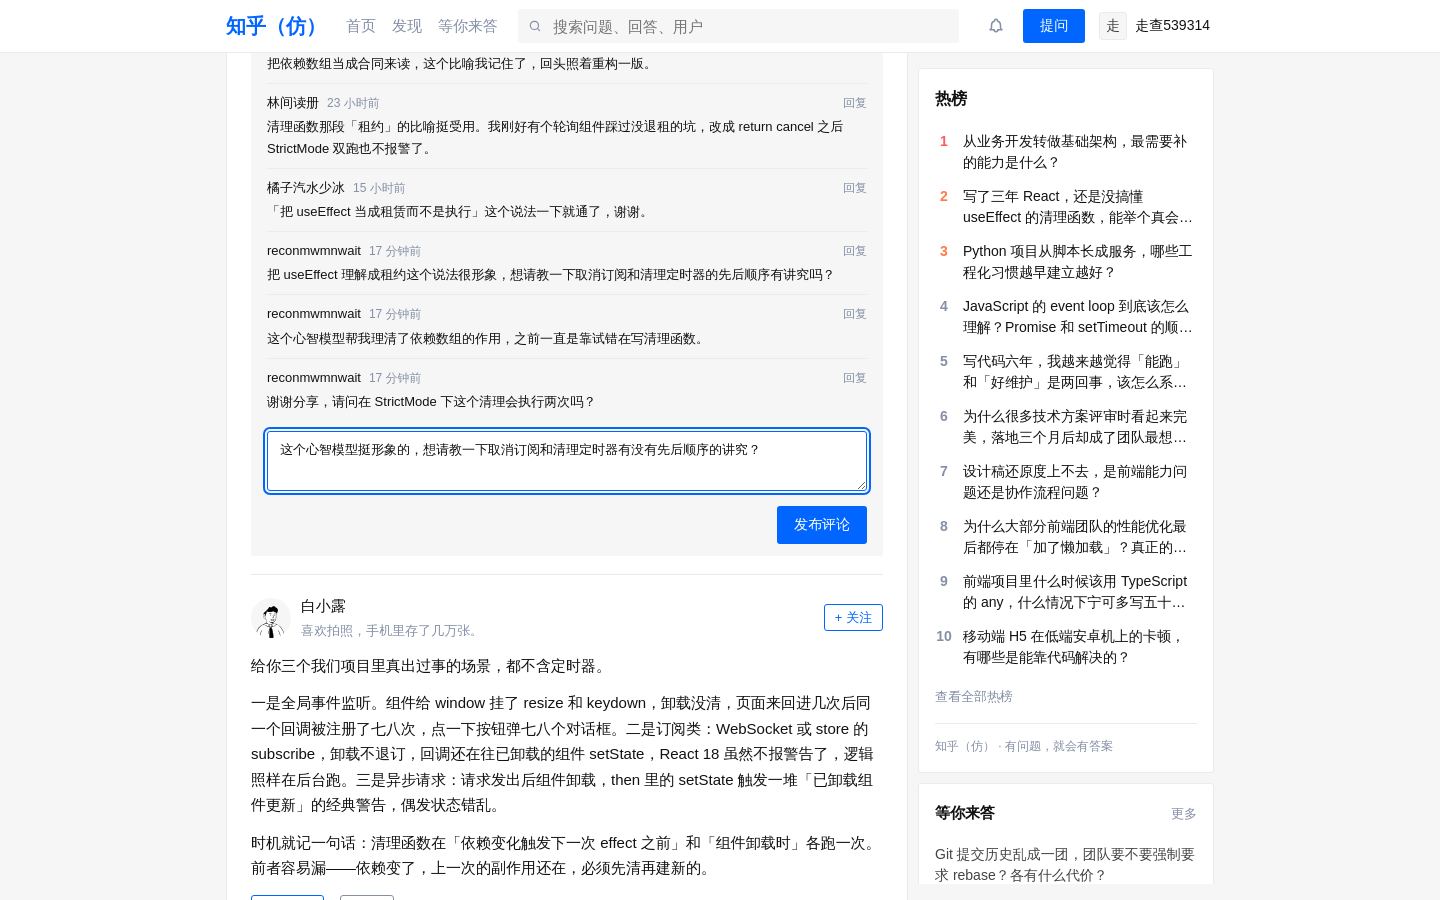 知乎（仿） 首页 发现 等你来答 搜索问题、回答、用户 提问 走 走查539314
把依赖数组当成合同来读，这个比喻我记住了，回头照着重构一版。
林间读册 23 小时前 回复
清理函数那段「租约」的比喻挺受用。我刚好有个轮询组件踩过没退租的坑，改成 return cancel 之后
StrictMode 双跑也不报警了。
橘子汽水少冰 15 小时前 回复
「把 useEffect 当成租赁而不是执行」这个说法一下就通了，谢谢。
reconmwmnwait 17 分钟前 回复
把 useEffect 理解成租约这个说法很形象，想请教一下取消订阅和清理定时器的先后顺序有讲究吗？
reconmwmnwait 17 分钟前 回复
这个心智模型帮我理清了依赖数组的作用，之前一直是靠试错在写清理函数。
reconmwmnwait 17 分钟前 回复
谢谢分享，请问在 StrictMode 下这个清理会执行两次吗？
这个心智模型挺形象的，想请教一下取消订阅和清理定时器有没有先后顺序的讲究？
发布评论
白小露
喜欢拍照，手机里存了几万张。
+ 关注
给你三个我们项目里真出过事的场景，都不含定时器。
一是全局事件监听。组件给 window 挂了 resize 和 keydown，卸载没清，页面来回进几次后同
一个回调被注册了七八次，点一下按钮弹七八个对话框。二是订阅类：WebSocket 或 store 的
subscribe，卸载不退订，回调还在往已卸载的组件 setState，React 18 虽然不报警告了，逻辑
照样在后台跑。三是异步请求：请求发出后组件卸载，then 里的 setState 触发一堆「已卸载组
件更新」的经典警告，偶发状态错乱。
时机就记一句话：清理函数在「依赖变化触发下一次 effect 之前」和「组件卸载时」各跑一次。
前者容易漏——依赖变了，上一次的副作用还在，必须先清再建新的。
热榜
1 从业务开发转做基础架构，最需要补
的能力是什么？
2 写了三年 React，还是没搞懂
useEffect 的清理函数，能举个真会…
3 Python 项目从脚本长成服务，哪些工
程化习惯越早建立越好？
4 JavaScript 的 event loop 到底该怎么
理解？Promise 和 setTimeout 的顺…
5 写代码六年，我越来越觉得「能跑」
和「好维护」是两回事，该怎么系…
6 为什么很多技术方案评审时看起来完
美，落地三个月后却成了团队最想…
7 设计稿还原度上不去，是前端能力问
题还是协作流程问题？
8 为什么大部分前端团队的性能优化最
后都停在「加了懒加载」？真正的…
9 前端项目里什么时候该用 TypeScript
的 any，什么情况下宁可多写五十…
10 移动端 H5 在低端安卓机上的卡顿，
有哪些是能靠代码解决的？
查看全部热榜
知乎（仿） · 有问题，就会有答案
等你来答 更多
Git 提交历史乱成一团，团队要不要强制要
求 rebase？各有什么代价？